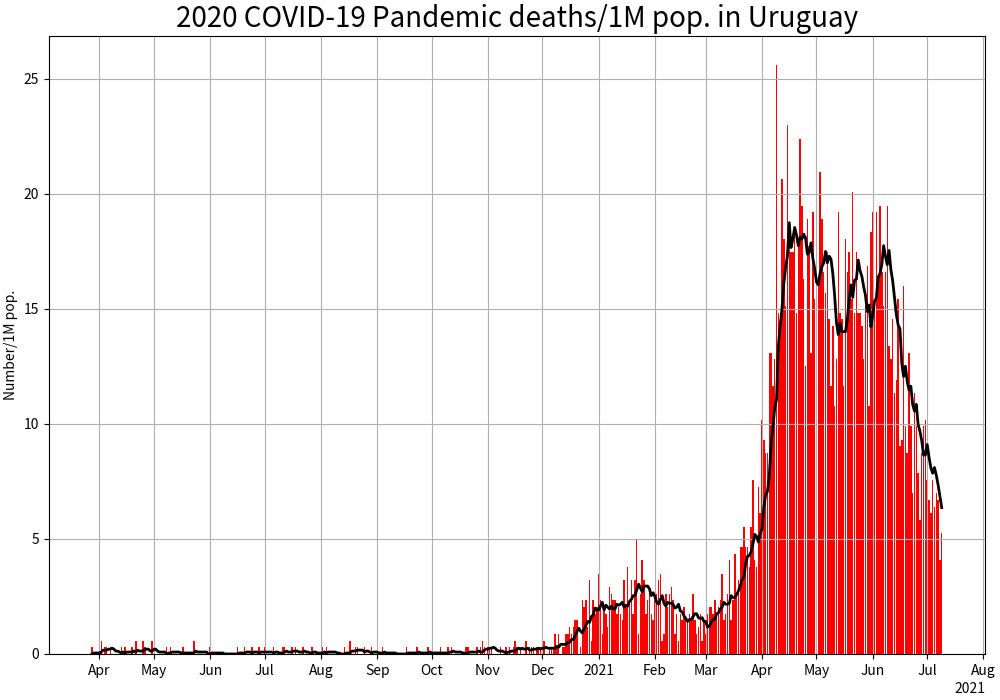 2020 COVID-19 Pandemic deaths/1M pop. in Uruguay
Number/1M pop.
25
20
15
10
5
0
Apr May Jun Jul Aug Sep Oct Nov Dec 2021 Feb Mar Apr May Jun Jul Aug
2021